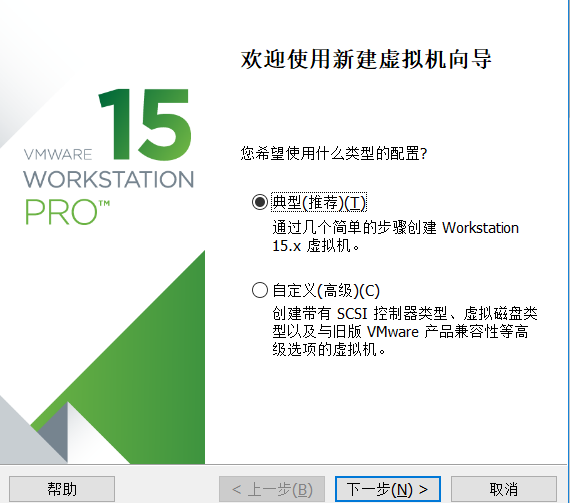 欢迎使用新建虚拟机向导
15
VMWARE
WORKSTATION
PRO™
您希望使用什么类型的配置?
典型(推荐)(T)
通过几个简单的步骤创建 Workstation
15.x 虚拟机。
自定义(高级)(C)
创建带有 SCSI 控制器类型、虚拟磁盘类
型以及与旧版 VMware 产品兼容性等高
级选项的虚拟机。
帮助
< 上一步(B)
下一步(N) >
取消